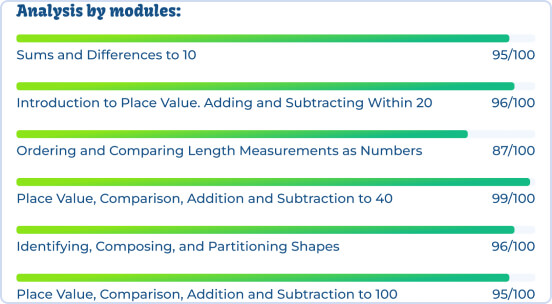 Analysis by modules:
Sums and Differences to 10 95/100
Introduction to Place Value. Adding and Subtracting Within 20 96/100
Ordering and Comparing Length Measurements as Numbers 87/100
Place Value, Comparison, Addition and Subtraction to 40 99/100
Identifying, Composing, and Partitioning Shapes 96/100
Place Value, Comparison, Addition and Subtraction to 100 95/100